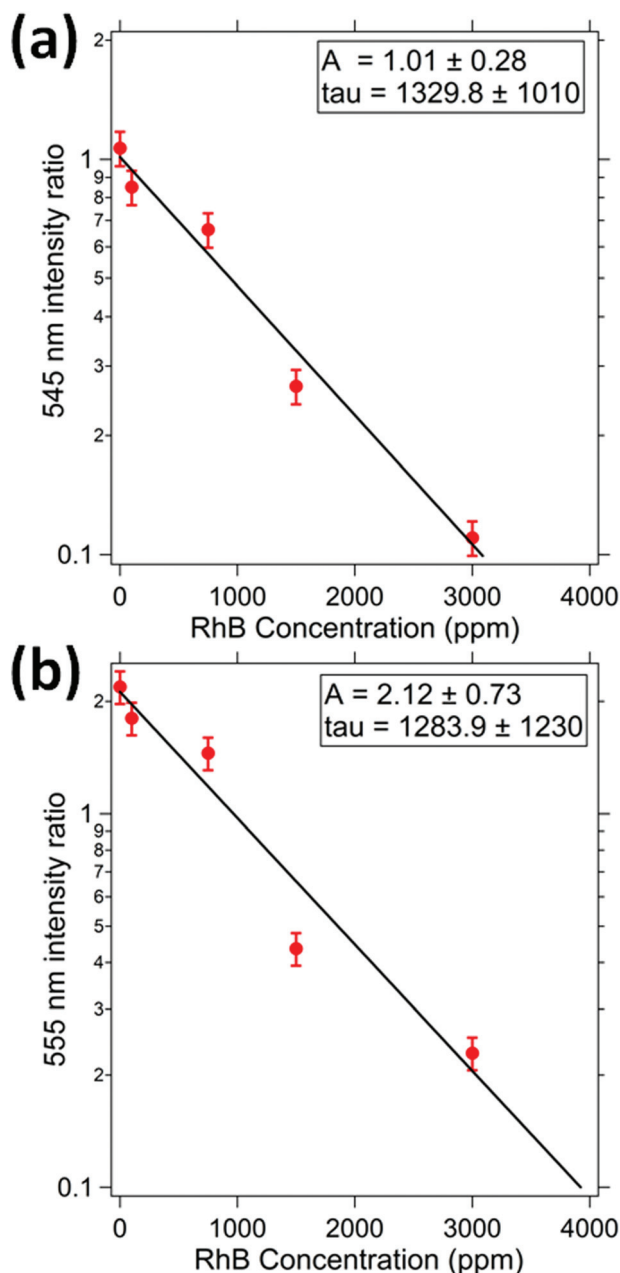 (a)
2
A = 1.01 ± 0.28
tau = 1329.8 ± 1010
1
9
8
7
6
5
4
3
2
0.1
545 nm intensity ratio
0 1000 2000 3000 4000
RhB Concentration (ppm)
(b)
A = 2.12 ± 0.73
tau = 1283.9 ± 1230
2
1
9
8
7
6
5
4
3
2
0.1
555 nm intensity ratio
0 1000 2000 3000 4000
RhB Concentration (ppm)